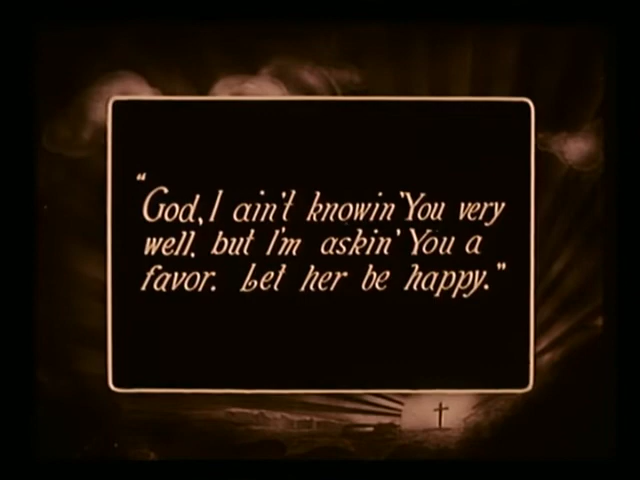 "God, I ain't knowin' You very
well, but I'm askin' You a
favor. Let her be happy."